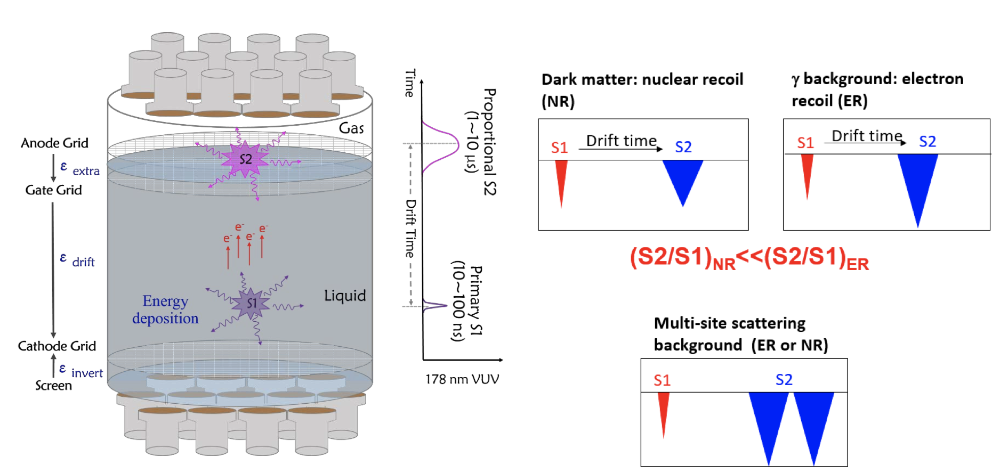 Gas
Anode Grid
ε extra
Gate Grid
ε drift
Cathode Grid
ε invert
Screen
S2
e- e- e- e-
Energy
deposition
S1
Liquid
Time
Drift Time
Proportional S2
(1~10 μs)
Primary S1
(10~100 ns)
178 nm VUV
Dark matter: nuclear recoil
(NR)
S1 Drift time S2
γ background: electron
recoil (ER)
S1 Drift time S2
(S2/S1)NR<<(S2/S1)ER
Multi-site scattering
background (ER or NR)
S1 S2